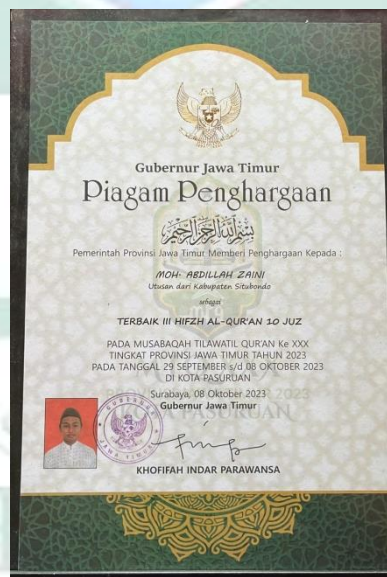 Gubernur Jawa Timur
Piagam Penghargaan
بسم الله الرحمن الرحيم
Pemerintah Provinsi Jawa Timur Memberi Penghargaan Kepada :
MOH. ABDILLAH ZAINI
Utusan dari Kabupaten Situbondo
sebagai
TERBAIK III HIFZH AL-QUR'AN 10 JUZ
PADA MUSABAQAH TILAWATIL QUR'AN Ke XXX
TINGKAT PROVINSI JAWA TIMUR TAHUN 2023
PADA TANGGAL 29 SEPTEMBER s/d 08 OKTOBER 2023
DI KOTA PASURUAN
Surabaya, 08 Oktober 2023
Gubernur Jawa Timur
GUBERNUR
JAWA TIMUR
KHOFIFAH INDAR PARAWANSA